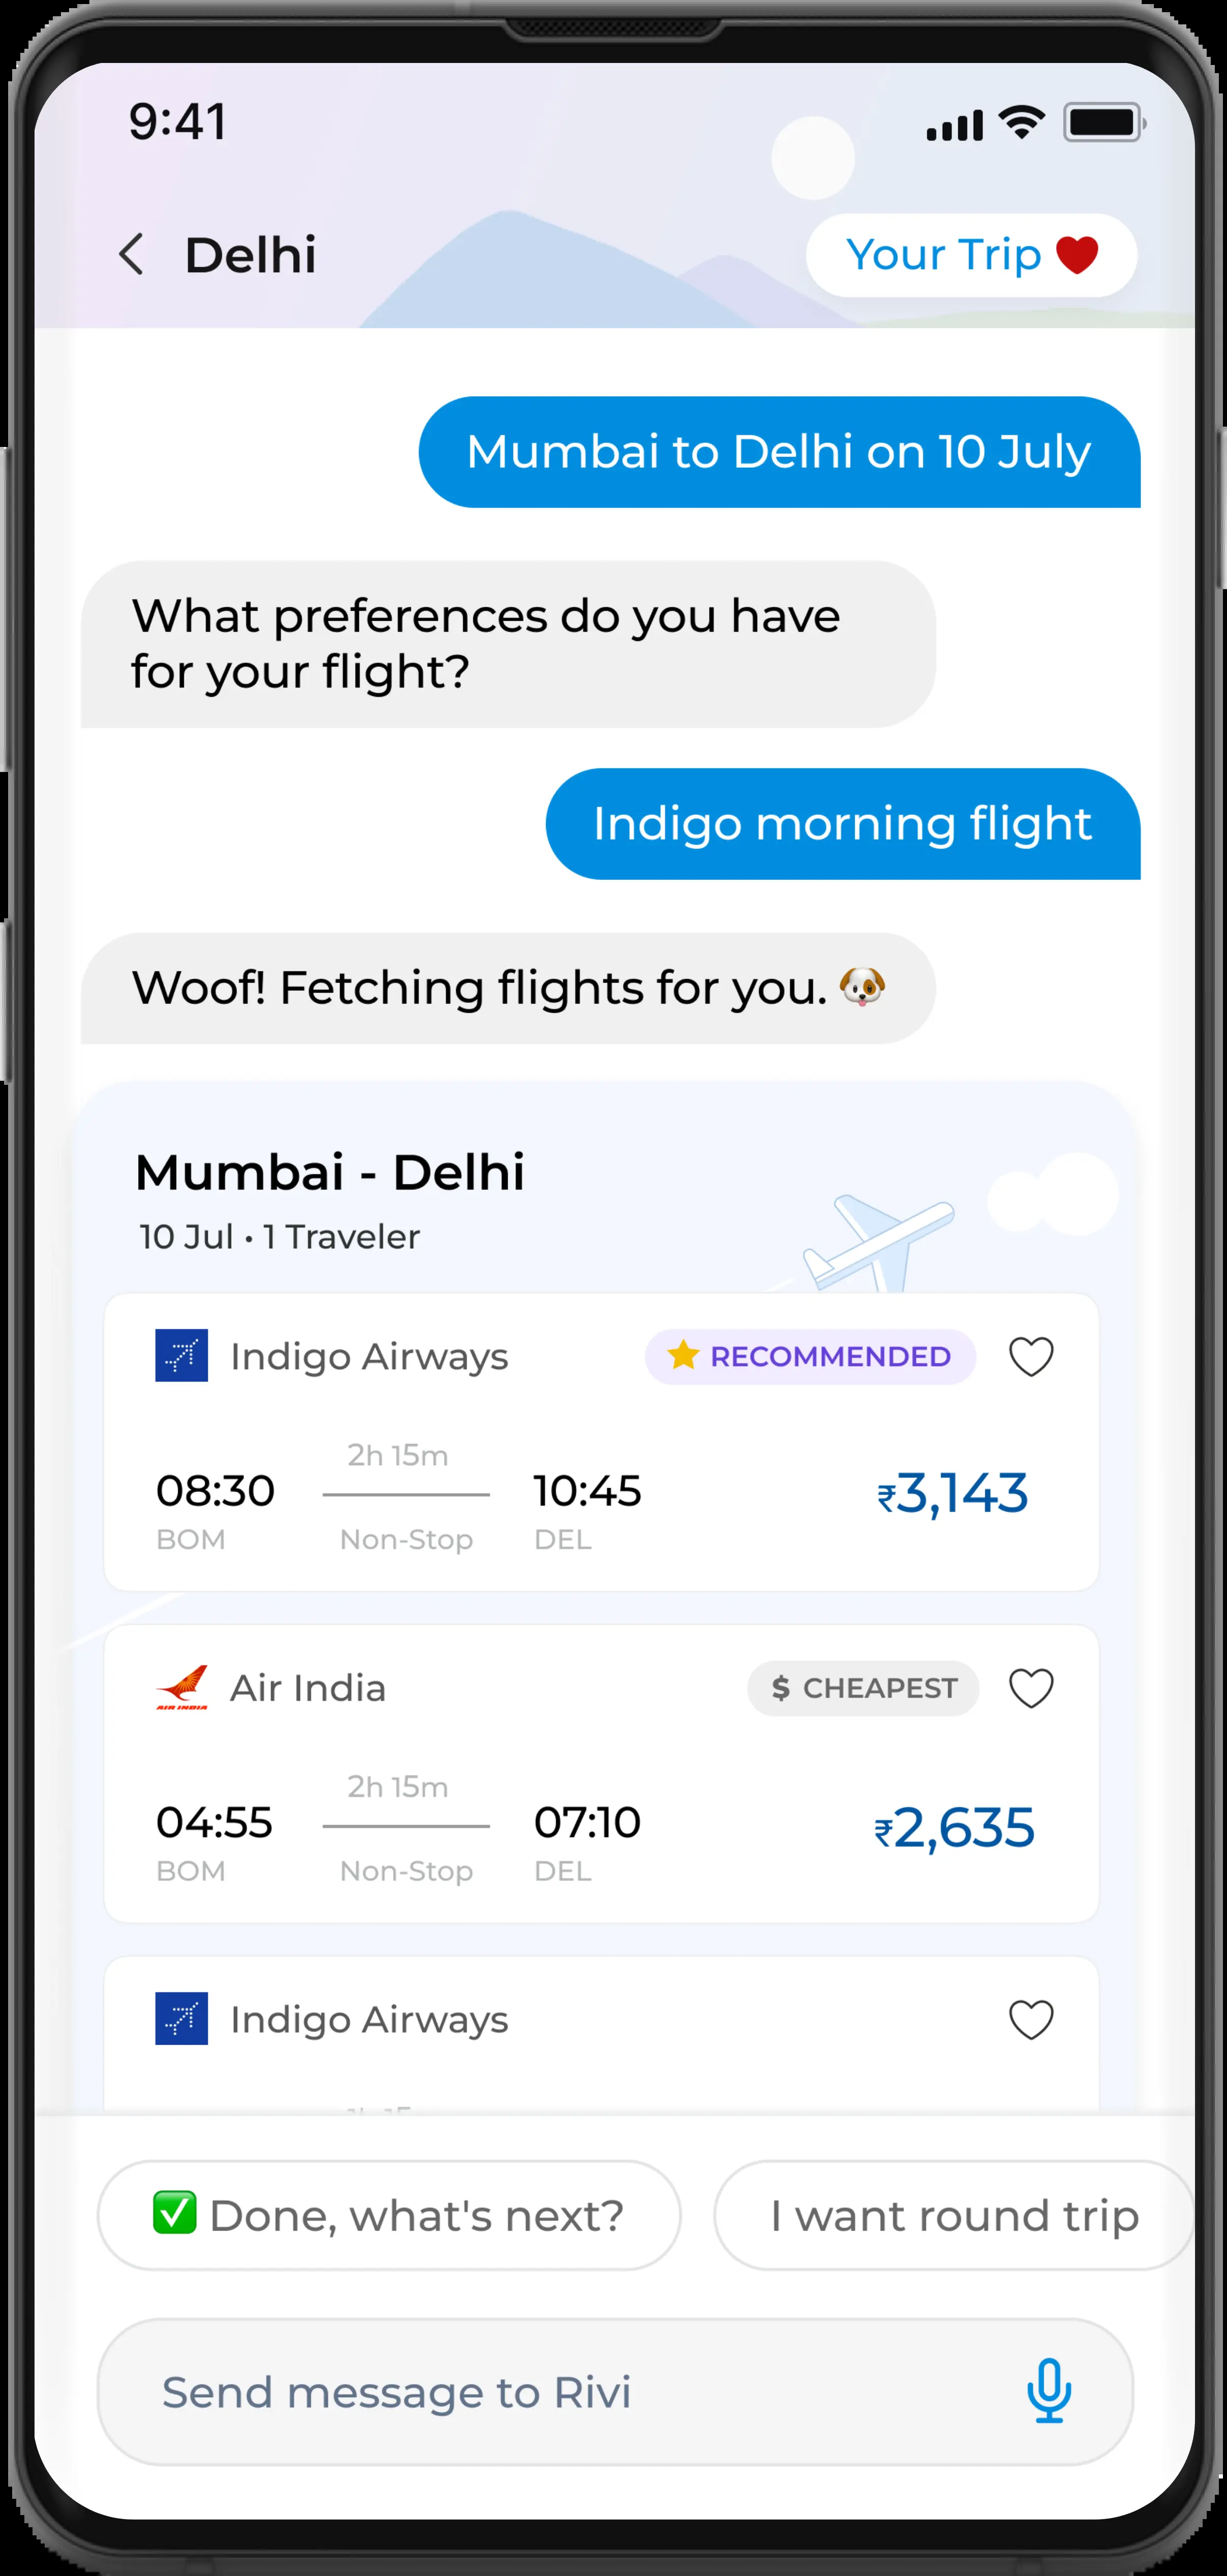 9:41
Delhi
Your Trip ❤️
Mumbai to Delhi on 10 July
What preferences do you have
for your flight?
Indigo morning flight
Woof! Fetching flights for you. 🐶
Mumbai - Delhi
10 Jul • 1 Traveler
Indigo Airways
⭐ RECOMMENDED
2h 15m
08:30
10:45
₹3,143
BOM
Non-Stop
DEL
AIR INDIA
Air India
$ CHEAPEST
2h 15m
04:55
07:10
₹2,635
BOM
Non-Stop
DEL
Indigo Airways
✅ Done, what's next?
I want round trip
Send message to Rivi